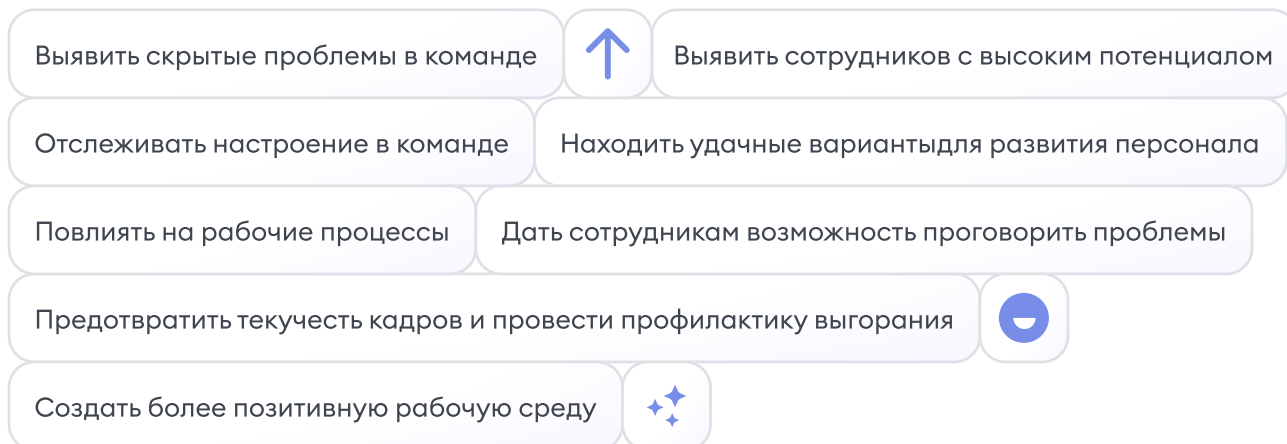 Выявить скрытые проблемы в команде
Выявить сотрудников с высоким потенциалом
Отслеживать настроение в команде
Находить удачные вариантыдля развития персонала
Повлиять на рабочие процессы
Дать сотрудникам возможность проговорить проблемы
Предотвратить текучесть кадров и провести профилактику выгорания
Создать более позитивную рабочую среду